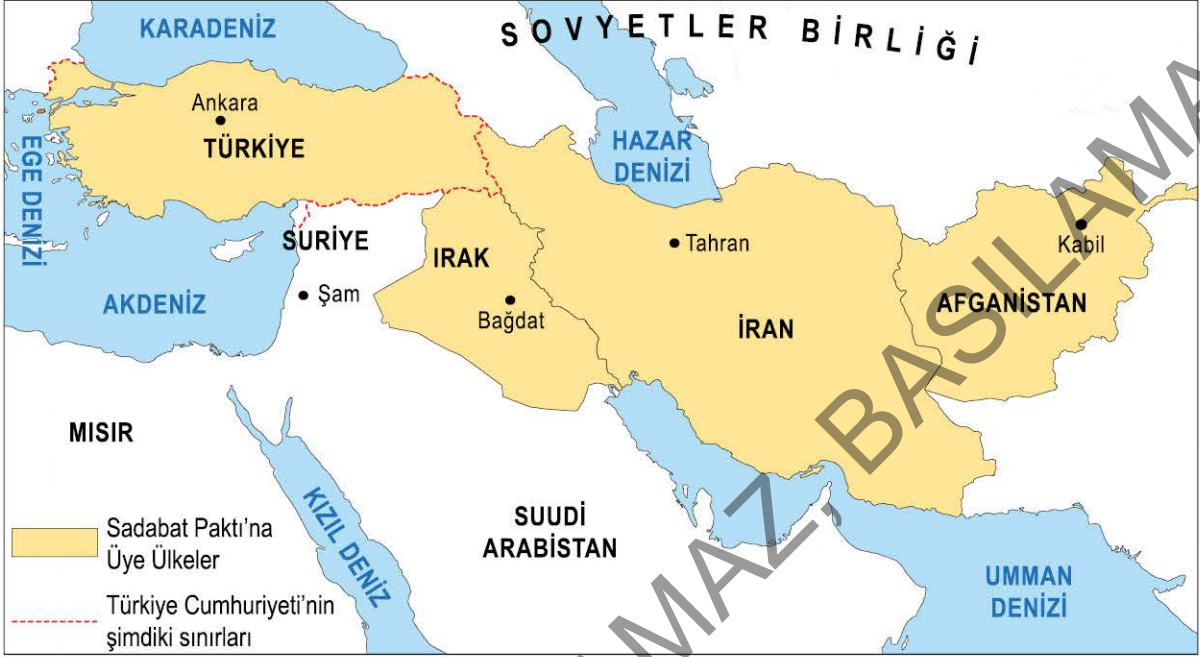 KARADENİZ
SOVYETLER BİRLİĞİ
Ankara
TÜRKİYE
EGE DENİZİ
HAZAR
DENİZİ
SURİYE
IRAK
Tahran
Kabil
AKDENİZ
Şam
Bağdat
İRAN
AFGANİSTAN
MISIR
KIZIL DENİZ
SUUDİ
ARABİSTAN
UMMAN
DENİZİ
Sadabat Paktı'na
Üye Ülkeler
Türkiye Cumhuriyeti'nin
şimdiki sınırları
MAZ, BASILAMA